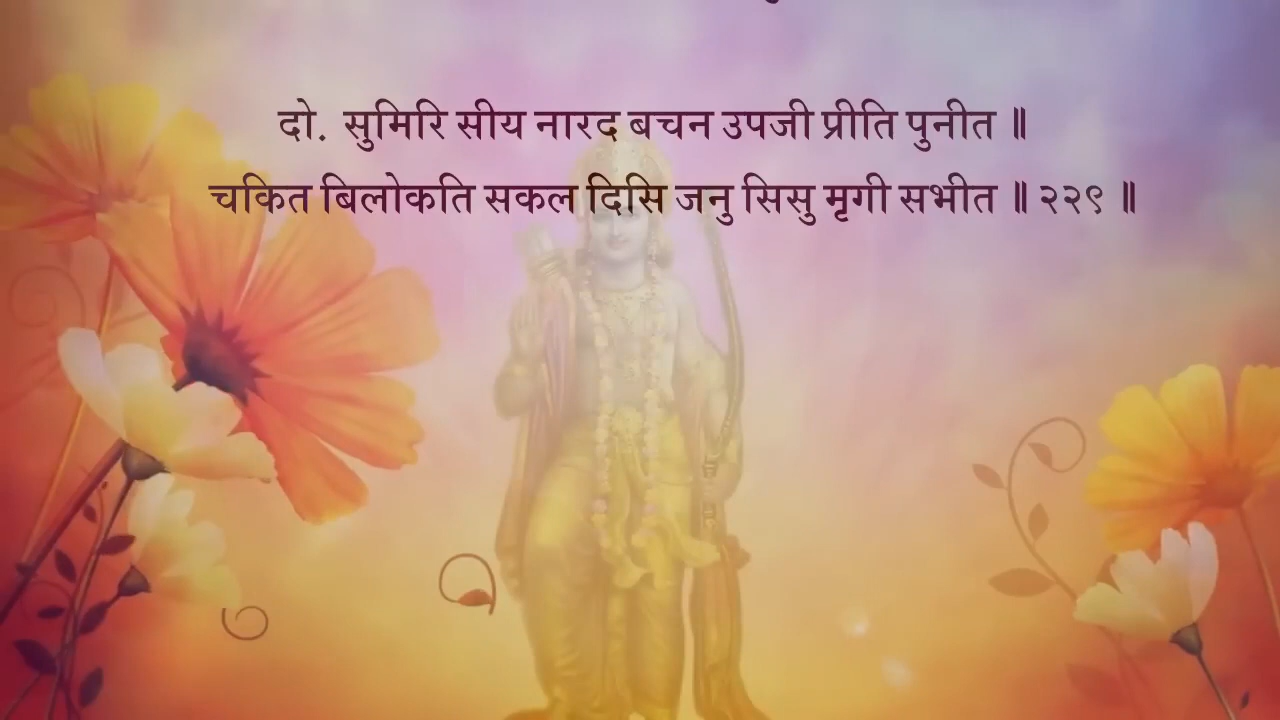 दो. सुमिरि सीय नारद बचन उपजी प्रीति पुनीत ॥
चकित बिलोकति सकल दिसि जनु सिसु मृगी सभीत ॥ २२९ ॥